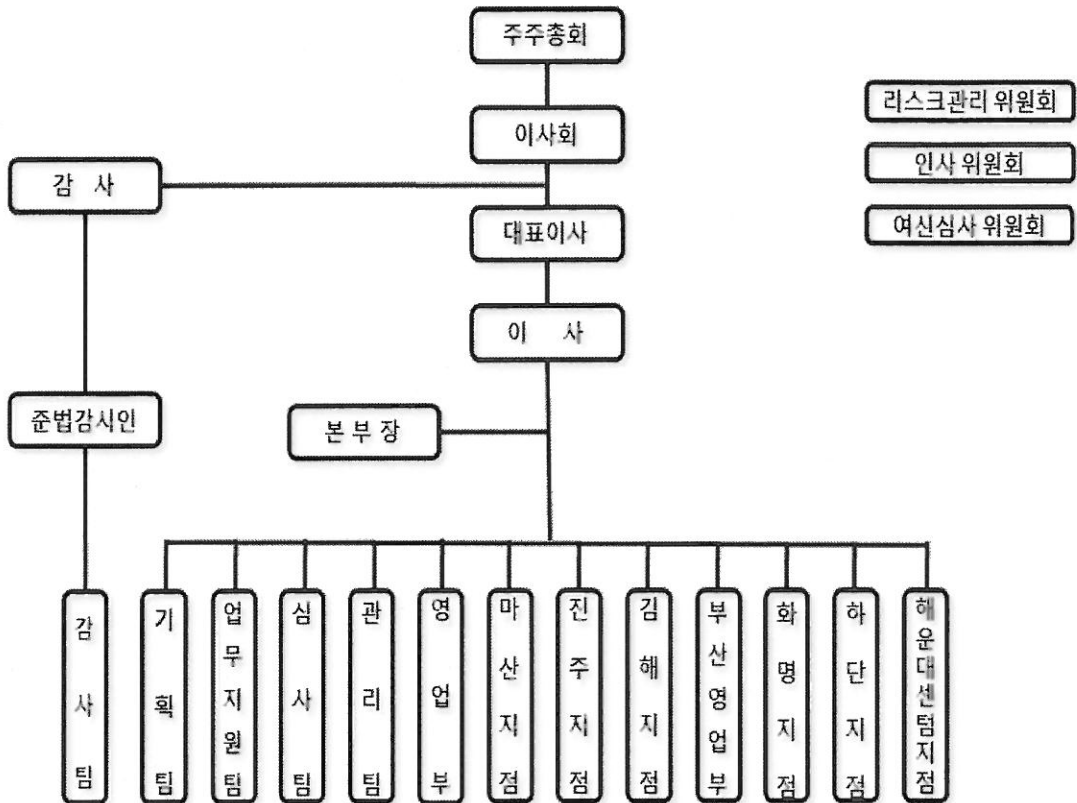 주주총회
리스크관리 위원회
이사회
인사 위원회
감 사
대표이사
여신심사 위원회
이 사
준법감시인
본 부 장
감사팀
기획팀
업무지원팀
심사팀
관리팀
영업부
마산지점
진주지점
김해지점
부산영업부
화명지점
하단지점
해운대센텀지점